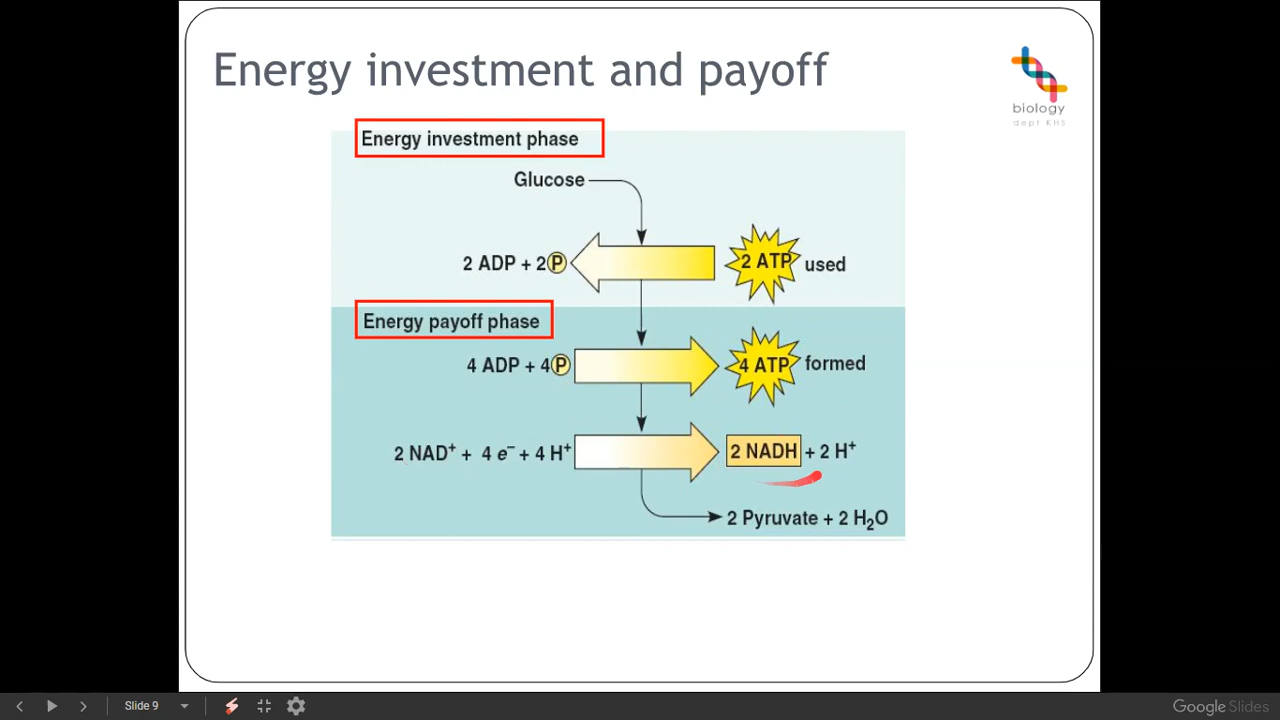 Energy investment and payoff
biology
dept KHS
Energy investment phase
Glucose
2 ADP + 2 P
2 ATP used
Energy payoff phase
4 ADP + 4 P
4 ATP formed
2 NAD⁺ + 4 e⁻ + 4 H⁺
2 NADH + 2 H⁺
2 Pyruvate + 2 H₂O
Slide 9
Google Slides